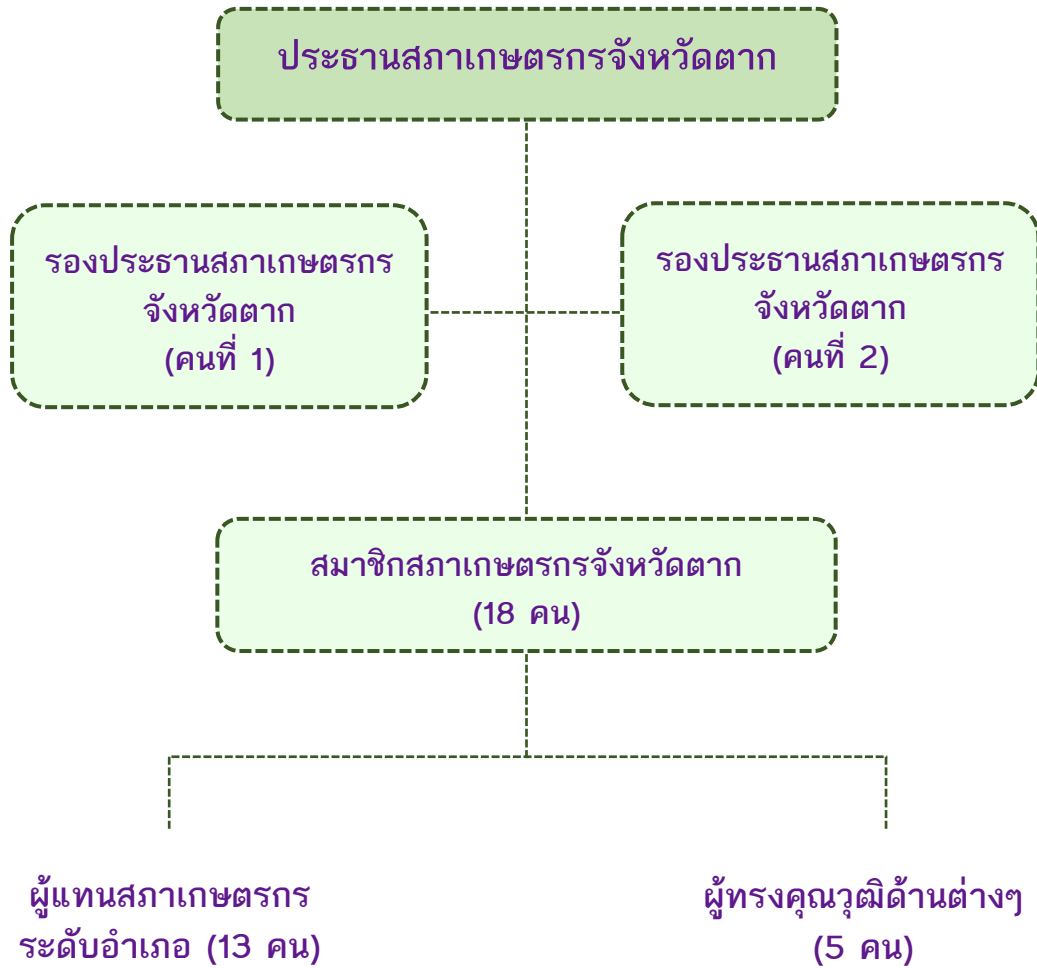 ประธานสภาเกษตรกรจังหวัดตาก
รองประธานสภาเกษตรกร
จังหวัดตาก
(คนที่ 1)
รองประธานสภาเกษตรกร
จังหวัดตาก
(คนที่ 2)
สมาชิกสภาเกษตรกรจังหวัดตาก
(18 คน)
ผู้แทนสภาเกษตรกร
ระดับอำเภอ (13 คน)
ผู้ทรงคุณวุฒิด้านต่างๆ
(5 คน)